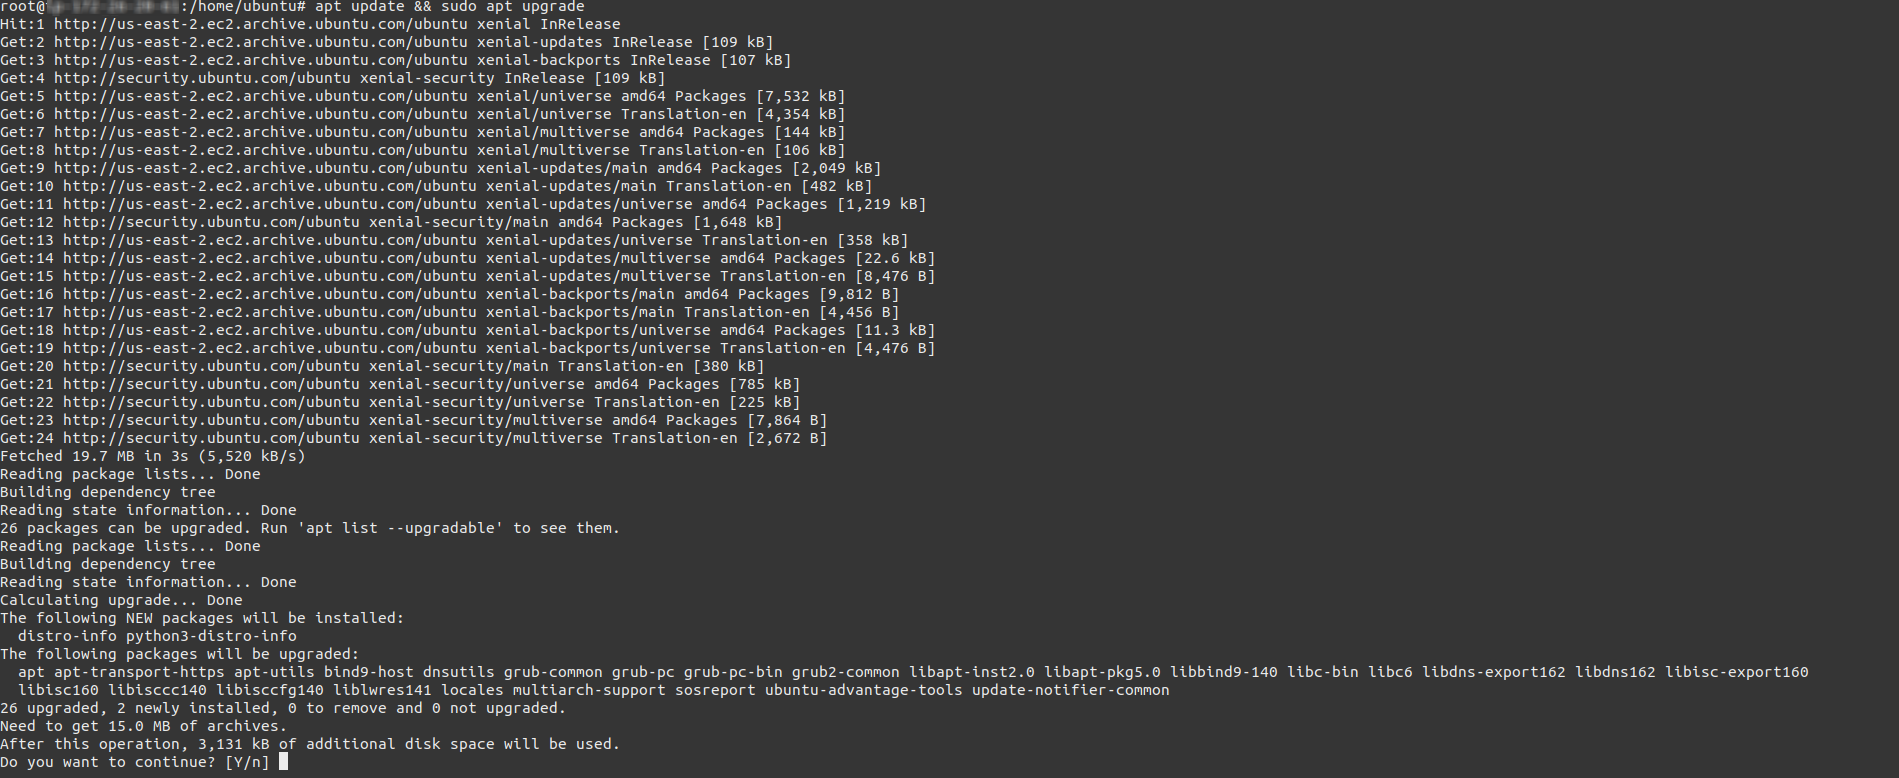 root@ :/home/ubuntu# apt update && sudo apt upgrade
Hit:1 http://us-east-2.ec2.archive.ubuntu.com/ubuntu xenial InRelease
Get:2 http://us-east-2.ec2.archive.ubuntu.com/ubuntu xenial-updates InRelease [109 kB]
Get:3 http://us-east-2.ec2.archive.ubuntu.com/ubuntu xenial-backports InRelease [107 kB]
Get:4 http://security.ubuntu.com/ubuntu xenial-security InRelease [109 kB]
Get:5 http://us-east-2.ec2.archive.ubuntu.com/ubuntu xenial/universe amd64 Packages [7,532 kB]
Get:6 http://us-east-2.ec2.archive.ubuntu.com/ubuntu xenial/universe Translation-en [4,354 kB]
Get:7 http://us-east-2.ec2.archive.ubuntu.com/ubuntu xenial/multiverse amd64 Packages [144 kB]
Get:8 http://us-east-2.ec2.archive.ubuntu.com/ubuntu xenial/multiverse Translation-en [106 kB]
Get:9 http://us-east-2.ec2.archive.ubuntu.com/ubuntu xenial-updates/main amd64 Packages [2,049 kB]
Get:10 http://us-east-2.ec2.archive.ubuntu.com/ubuntu xenial-updates/main Translation-en [482 kB]
Get:11 http://us-east-2.ec2.archive.ubuntu.com/ubuntu xenial-updates/universe amd64 Packages [1,219 kB]
Get:12 http://security.ubuntu.com/ubuntu xenial-security/main amd64 Packages [1,648 kB]
Get:13 http://us-east-2.ec2.archive.ubuntu.com/ubuntu xenial-updates/universe Translation-en [358 kB]
Get:14 http://us-east-2.ec2.archive.ubuntu.com/ubuntu xenial-updates/multiverse amd64 Packages [22.6 kB]
Get:15 http://us-east-2.ec2.archive.ubuntu.com/ubuntu xenial-updates/multiverse Translation-en [8,476 B]
Get:16 http://us-east-2.ec2.archive.ubuntu.com/ubuntu xenial-backports/main amd64 Packages [9,812 B]
Get:17 http://us-east-2.ec2.archive.ubuntu.com/ubuntu xenial-backports/main Translation-en [4,456 B]
Get:18 http://us-east-2.ec2.archive.ubuntu.com/ubuntu xenial-backports/universe amd64 Packages [11.3 kB]
Get:19 http://us-east-2.ec2.archive.ubuntu.com/ubuntu xenial-backports/universe Translation-en [4,476 B]
Get:20 http://security.ubuntu.com/ubuntu xenial-security/main Translation-en [380 kB]
Get:21 http://security.ubuntu.com/ubuntu xenial-security/universe amd64 Packages [785 kB]
Get:22 http://security.ubuntu.com/ubuntu xenial-security/universe Translation-en [225 kB]
Get:23 http://security.ubuntu.com/ubuntu xenial-security/multiverse amd64 Packages [7,864 B]
Get:24 http://security.ubuntu.com/ubuntu xenial-security/multiverse Translation-en [2,672 B]
Fetched 19.7 MB in 3s (5,520 kB/s)
Reading package lists... Done
Building dependency tree
Reading state information... Done
26 packages can be upgraded. Run 'apt list --upgradable' to see them.
Reading package lists... Done
Building dependency tree
Reading state information... Done
Calculating upgrade... Done
The following NEW packages will be installed:
  distro-info python3-distro-info
The following packages will be upgraded:
  apt apt-transport-https apt-utils bind9-host dnsutils grub-common grub-pc grub-pc-bin grub2-common libapt-inst2.0 libapt-pkg5.0 libbind9-140 libc-bin libc6 libdns-export162 libdns162 libisc-export160
  libisc160 libisccc140 libisccfg140 liblwres141 locales multiarch-support sosreport ubuntu-advantage-tools update-notifier-common
26 upgraded, 2 newly installed, 0 to remove and 0 not upgraded.
Need to get 15.0 MB of archives.
After this operation, 3,131 kB of additional disk space will be used.
Do you want to continue? [Y/n]